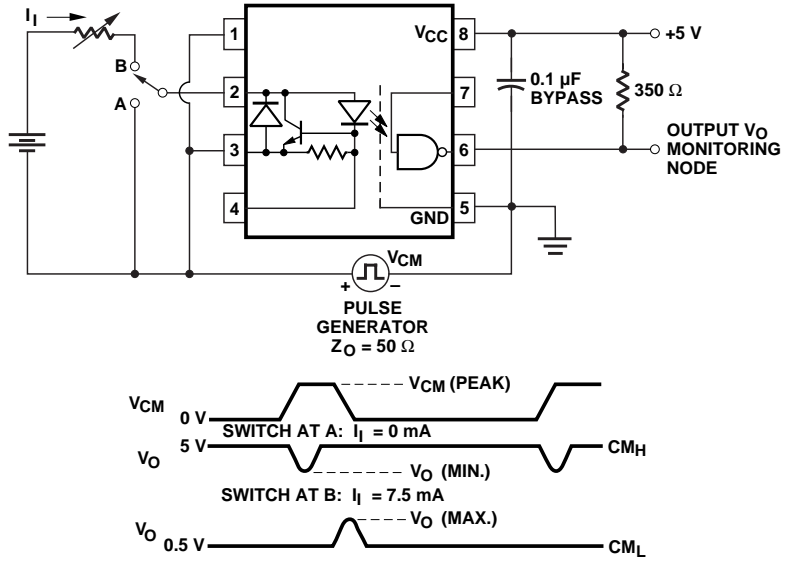 I_I
B
A
1
2
3
4
V_CC 8
7
6
GND 5
+5 V
0.1 µF
BYPASS
350 Ω
OUTPUT V_O
MONITORING
NODE
V_CM
+ –
PULSE
GENERATOR
Z_O = 50 Ω
V_CM (PEAK)
V_CM 0 V
SWITCH AT A: I_I = 0 mA
V_O 5 V CM_H
V_O (MIN.)
SWITCH AT B: I_I = 7.5 mA
V_O (MAX.)
V_O 0.5 V CM_L